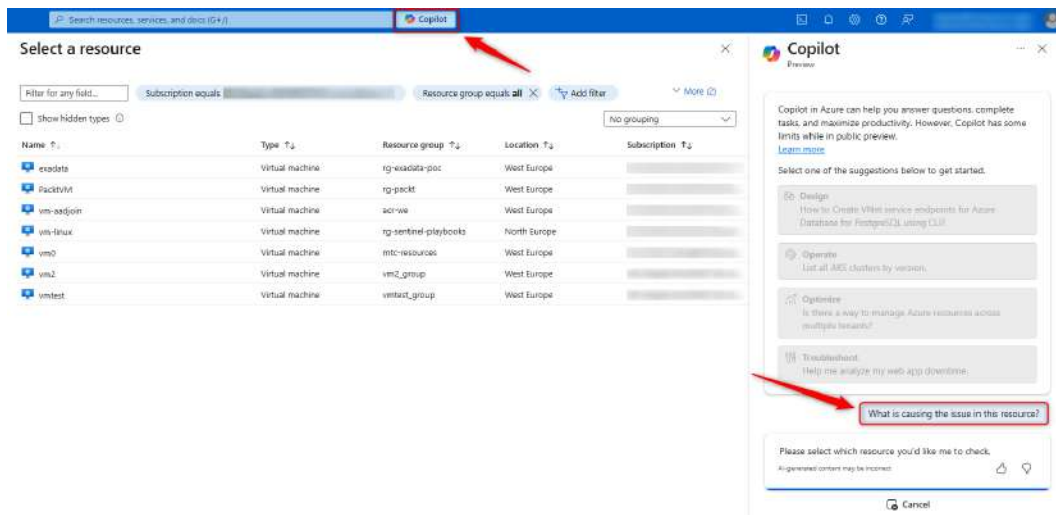 Search resources, services, and docs (G+/)
Copilot
Select a resource
Filter for any field...
Subscription equals
Resource group equals all
Add filter
More (2)
Show hidden types
No grouping
Name
Type
Resource group
Location
Subscription
exadata Virtual machine rg-exadata-poc West Europe
PacktVM Virtual machine rg-packt West Europe
vm-aadjoin Virtual machine acr-we West Europe
vm-linux Virtual machine rg-sentinel-playbooks North Europe
vm0 Virtual machine mtc-resources West Europe
vm2 Virtual machine vm2_group West Europe
vmtest Virtual machine vmtest_group West Europe
Copilot
Preview
Copilot in Azure can help you answer questions, complete
tasks, and maximize productivity. However, Copilot has some
limits while in public preview.
Learn more
Select one of the suggestions below to get started.
Design
How to Create VNet service endpoints for Azure
Database for PostgreSQL using CLI?
Operate
List all AKS clusters by version.
Optimize
Is there a way to manage Azure resources across
multiple tenants?
Troubleshoot
Help me analyze my web app downtime.
What is causing the issue in this resource?
Please select which resource you'd like me to check.
AI-generated content may be incorrect
Cancel